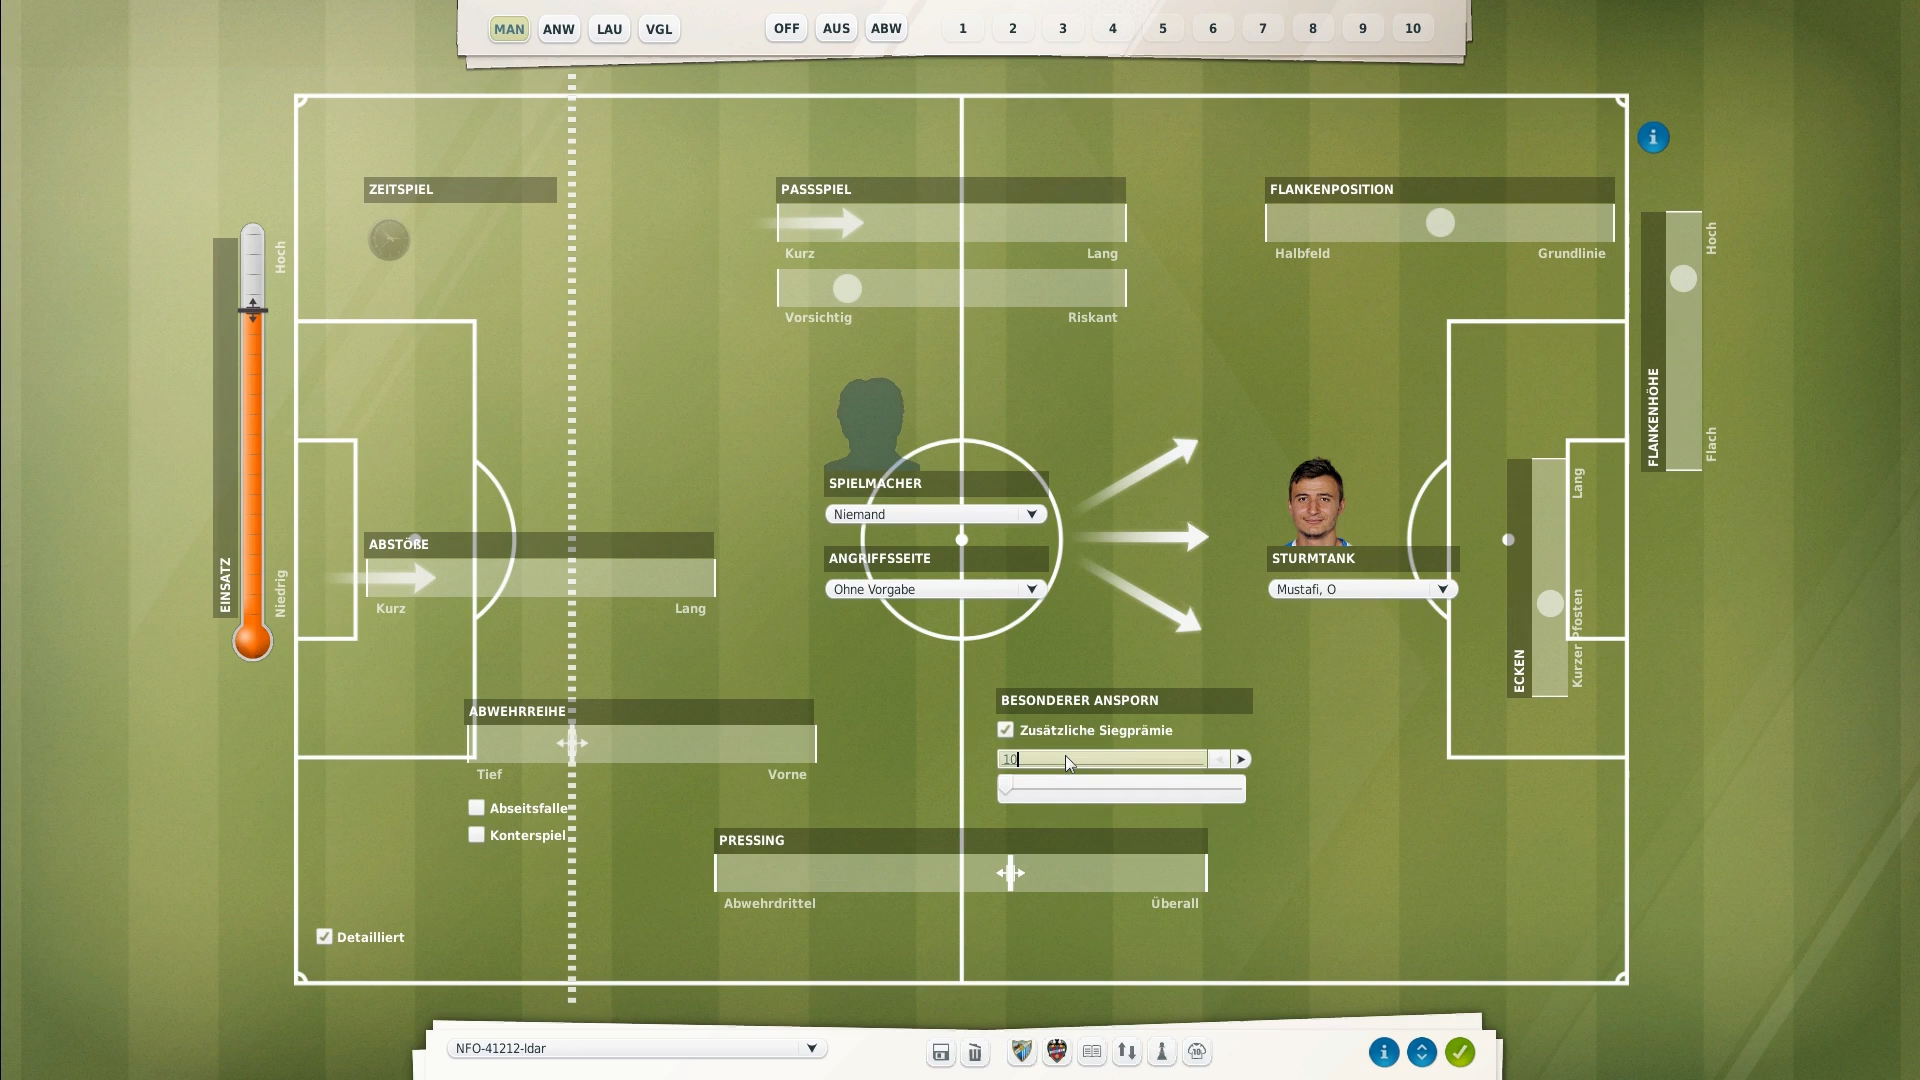 MAN ANW LAU VGL OFF AUS ABW 1 2 3 4 5 6 7 8 9 10
ZEITSPIEL
PASSSPIEL
Kurz Lang
Vorsichtig Riskant
FLANKENPOSITION
Halbfeld Grundlinie
EINSATZ
Hoch
Niedrig
FLANKENHÖHE
Hoch
Flach
SPIELMACHER
Niemand
ANGRIFFSSEITE
Ohne Vorgabe
STURMTANK
Mustafi, O
ABSTÖßE
Kurz Lang
ECKEN
Lang
Kurzer Pfosten
ABWEHRREIHE
Tief Vorne
Abseitsfalle
Konterspiel
BESONDERER ANSPORN
Zusätzliche Siegprämie
10
PRESSING
Abwehrdrittel Überall
Detailliert
NFO-41212-Idar
10